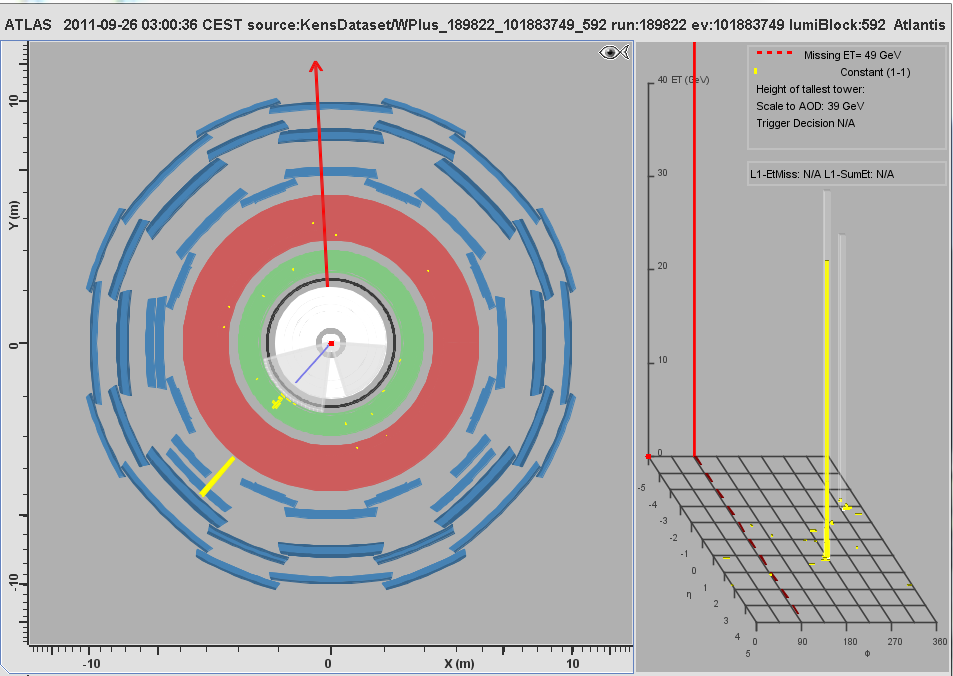 ATLAS 2011-09-26 03:00:36 CEST source:KensDataset/WPlus_189822_101883749_592 run:189822 ev:101883749 lumiBlock:592 Atlantis
Missing ET= 49 GeV
Constant (1-1)
Height of tallest tower:
Scale to AOD: 39 GeV
Trigger Decision N/A
L1-EtMiss: N/A L1-SumEt: N/A
Y (m)
10
0
-10
-10
0
X (m)
10
40 ET (GeV)
30
20
10
0
-5
-4
-3
-2
-1
0
1
2
3
4
5
η
0
90
180
270
360
Φ